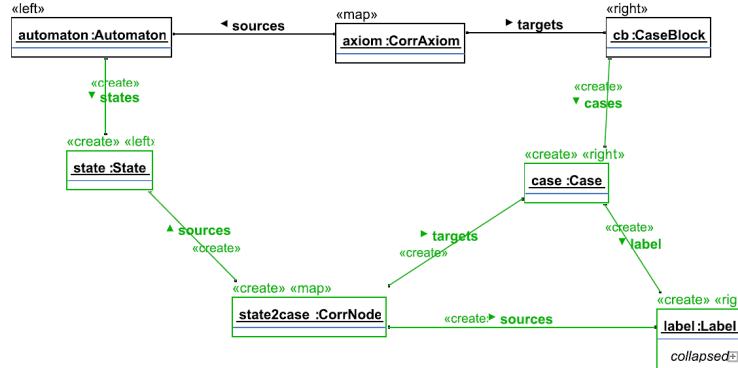 «left»
«map»
«right»
automaton :Automaton
◄ sources
axiom :CorrAxiom
► targets
cb :CaseBlock
«create»
▼ states
«create»
▼ cases
«create» «left»
state :State
«create» «right»
case :Case
▲ sources
«create»
► targets
«create»
«create»
▼ label
«create» «map»
state2case :CorrNode
«create» ► sources
«create» «rig
label :Label
collapsed